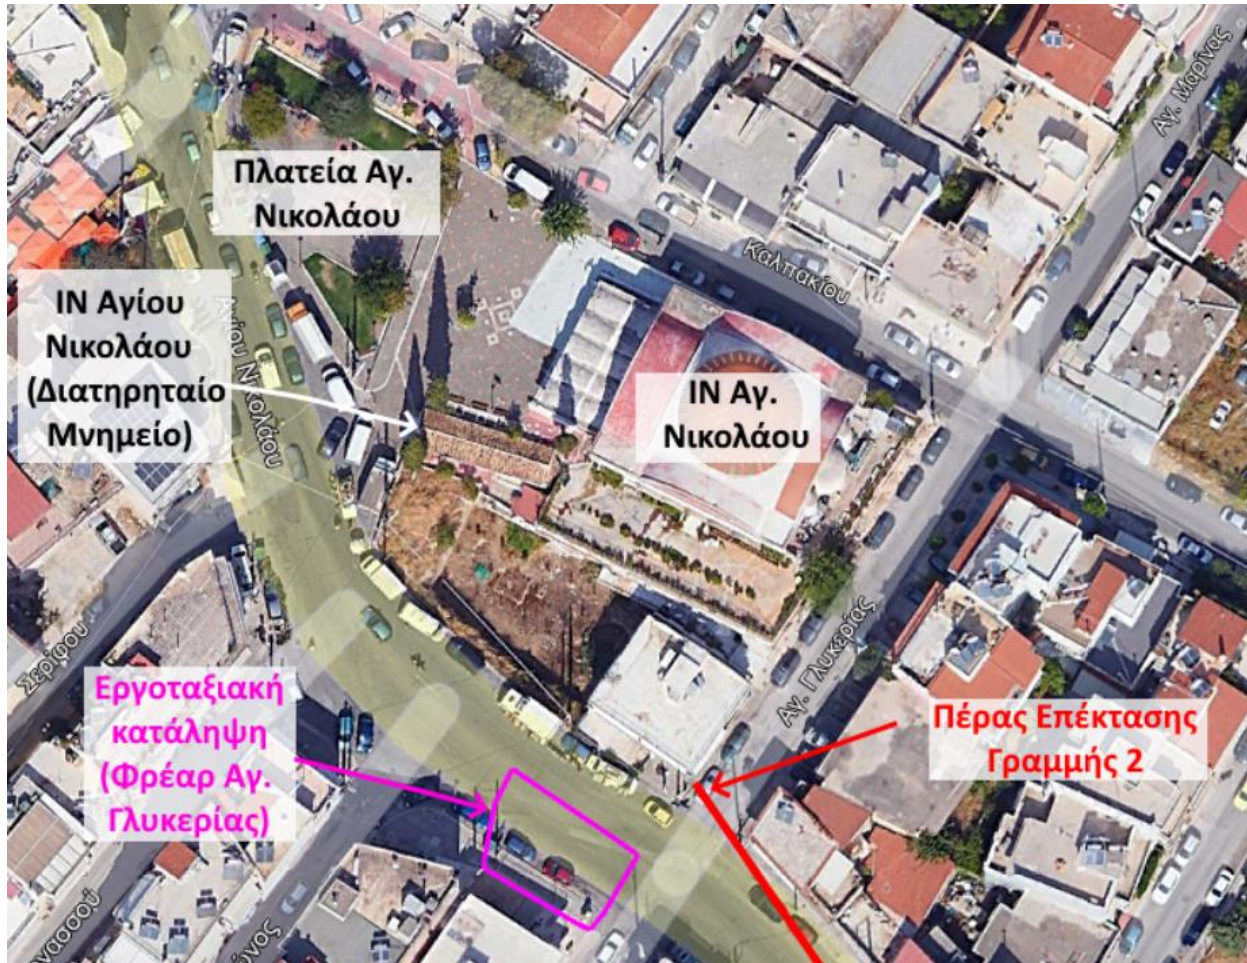 Αγ. Μαρίνας
Πλατεία Αγ.
Νικολάου
Καλπακίου
ΙΝ Αγίου
Νικολάου
(Διατηρηταίο
Μνημείο)
Αγίου Νικολάου
ΙΝ Αγ.
Νικολάου
Σερίφου
Αγ. Γλυκερίας
Εργοταξιακή
κατάληψη
(Φρέαρ Αγ.
Γλυκερίας)
Πέρας Επέκτασης
Γραμμής 2